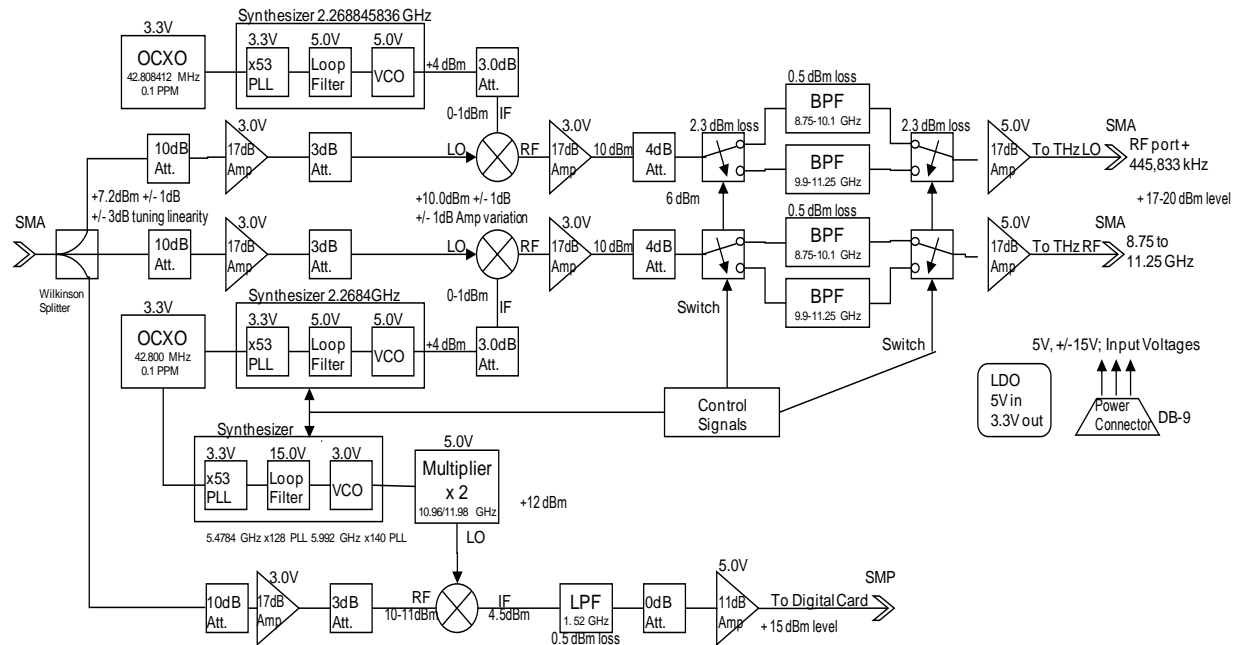 Synthesizer 2.268845836 GHz
3.3V
OCXO
42.808412 MHz
0.1 PPM
3.3V
x53
PLL
5.0V
Loop
Filter
5.0V
VCO
+4 dBm
3.0dB
Att.
0-1dBm
IF
10dB
Att.
3.0V
17dB
Amp
3dB
Att.
LO
RF
3.0V
17dB
Amp
10 dBm
4dB
Att.
2.3 dBm loss
6 dBm
0.5 dBm loss
BPF
8.75-10.1 GHz
BPF
9.9-11.25 GHz
2.3 dBm loss
5.0V
17dB
Amp
To THz LO
SMA
RF port +
445,833 kHz
+ 17-20 dBm level
+7.2dBm +/- 1dB
+/- 3dB tuning linearity
+10.0dBm +/- 1dB
+/- 1dB Amp variation
SMA
Wilkinson
Splitter
10dB
Att.
3.0V
17dB
Amp
3dB
Att.
LO
RF
3.0V
17dB
Amp
10 dBm
4dB
Att.
0.5 dBm loss
BPF
8.75-10.1 GHz
BPF
9.9-11.25 GHz
5.0V
17dB
Amp
To THz RF
SMA
8.75 to
11.25 GHz
0-1dBm
IF
Switch
Switch
3.3V
OCXO
42.800 MHz
0.1 PPM
Synthesizer 2.2684GHz
3.3V
x53
PLL
5.0V
Loop
Filter
5.0V
VCO
+4 dBm
3.0dB
Att.
Control
Signals
LDO
5V in
3.3V out
5V, +/-15V; Input Voltages
Power
Connector
DB-9
Synthesizer
3.3V
x53
PLL
15.0V
Loop
Filter
3.0V
VCO
5.0V
Multiplier
x 2
10.96/11.98 GHz
+12 dBm
5.4784 GHz x128 PLL 5.992 GHz x140 PLL
LO
10dB
Att.
3.0V
17dB
Amp
3dB
Att.
RF
10-11dBm
IF
4.5dBm
LPF
1.52 GHz
0.5 dBm loss
0dB
Att.
5.0V
11dB
Amp
To Digital Card
+ 15 dBm level
SMP